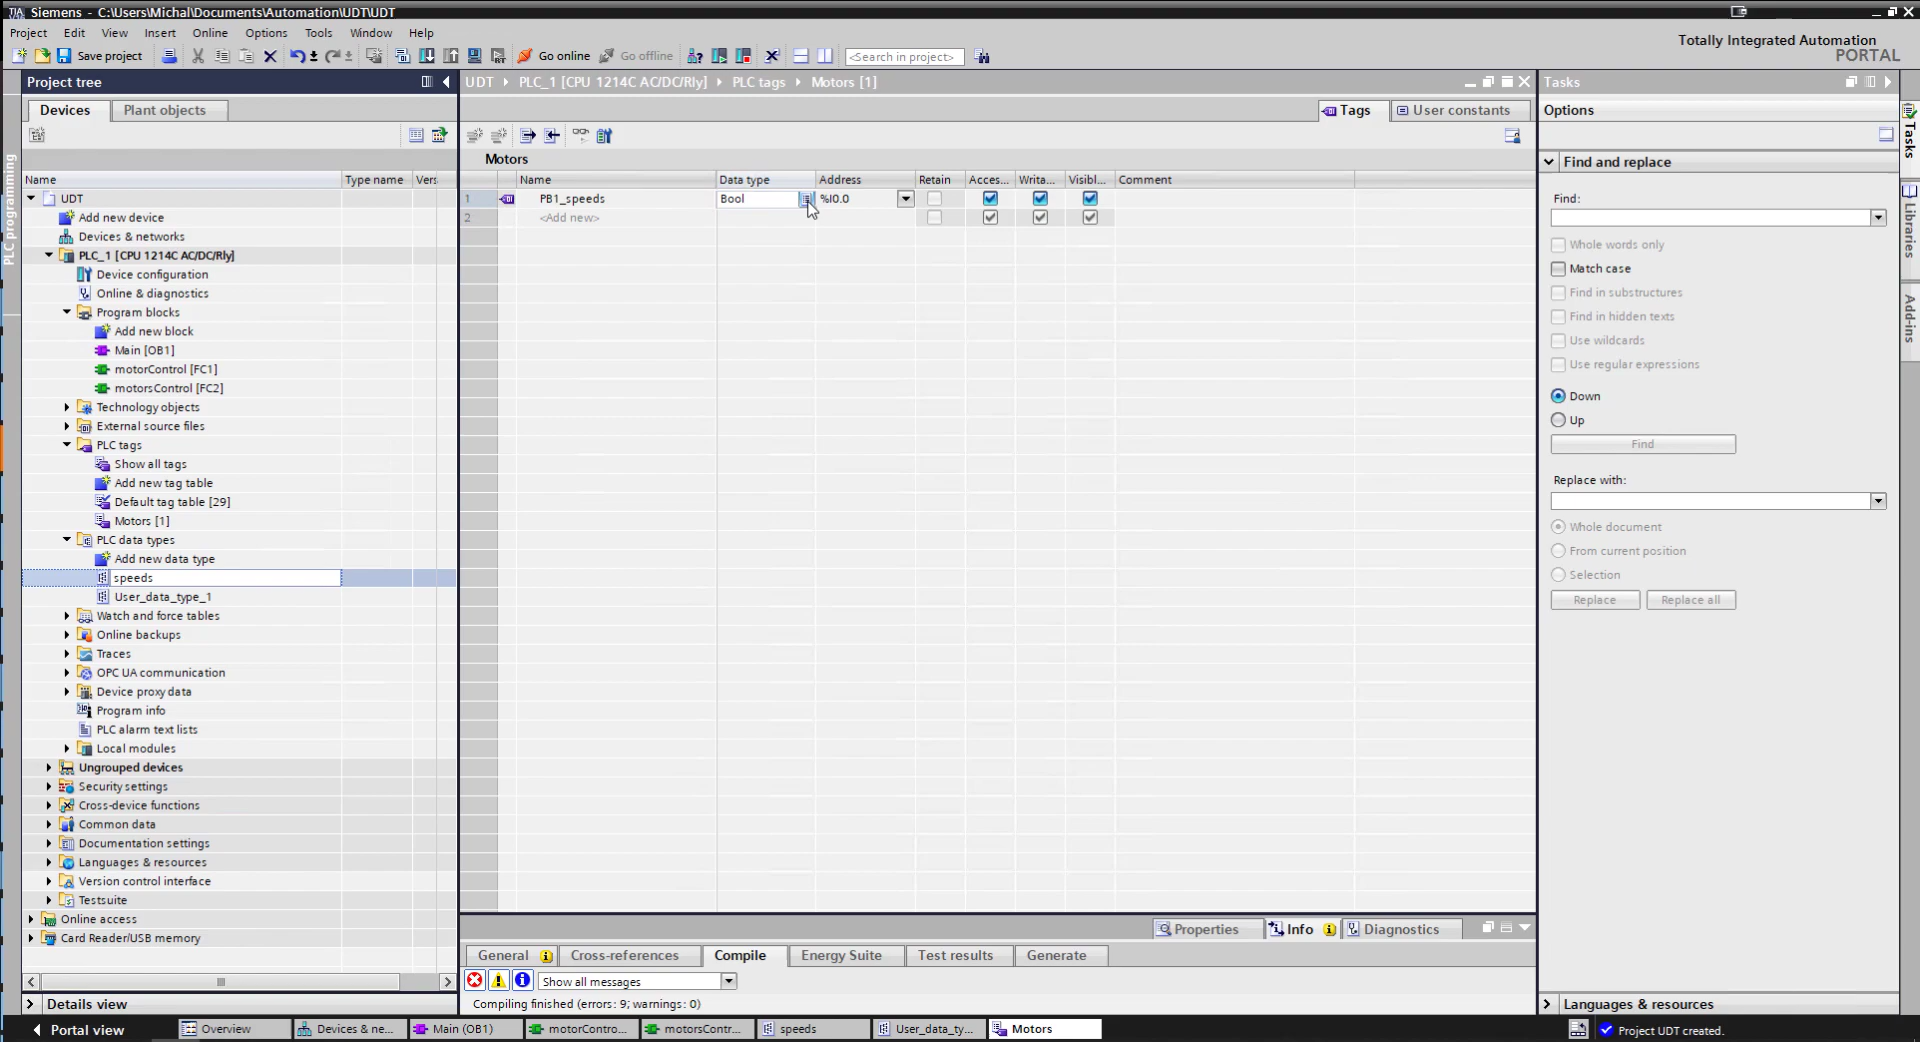 Siemens - C:\Users\Michal\Documents\Automation\UDT\UDT
Project Edit View Insert Online Options Tools Window Help
Totally Integrated Automation
PORTAL
Save project Go online Go offline <Search in project>
Project tree
UDT PLC_1 [CPU 1214C AC/DC/Rly] PLC tags Motors [1]
Tasks
Devices Plant objects
Tags User constants
Options
Motors
Name Type name Vers
Name Data type Address Retain Acces... Writa... Visibl... Comment
Find and replace
1 PB1_speeds Bool %I0.0
2 <Add new>
UDT
Add new device
Devices & networks
PLC_1 [CPU 1214C AC/DC/Rly]
Device configuration
Online & diagnostics
Program blocks
Add new block
Main [OB1]
motorControl [FC1]
motorsControl [FC2]
Technology objects
External source files
PLC tags
Show all tags
Add new tag table
Default tag table [29]
Motors [1]
PLC data types
Add new data type
speeds
User_data_type_1
Watch and force tables
Online backups
Traces
OPC UA communication
Device proxy data
Program info
PLC alarm text lists
Local modules
Ungrouped devices
Security settings
Cross-device functions
Common data
Documentation settings
Languages & resources
Version control interface
Testsuite
Online access
Card Reader/USB memory
Details view
Find:
Whole words only
Match case
Find in substructures
Find in hidden texts
Use wildcards
Use regular expressions
Down
Up
Find
Replace with:
Whole document
From current position
Selection
Replace Replace all
Languages & resources
PLC programming
Tasks
Libraries
Add-ins
Properties Info Diagnostics
General Cross-references Compile Energy Suite Test results Generate
Show all messages
Compiling finished (errors: 9; warnings: 0)
Portal view Overview Devices & ne... Main (OB1) motorContro... motorsContr... speeds User_data_ty... Motors
Project UDT created.